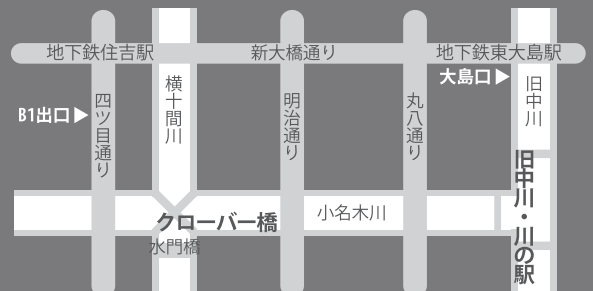 地下鉄住吉駅
新大橋通り
地下鉄東大島駅
大島口▶
B1出口▶
四ツ目通り
横十間川
明治通り
丸八通り
旧中川
旧中川・川の駅
クローバー橋
小名木川
水門橋